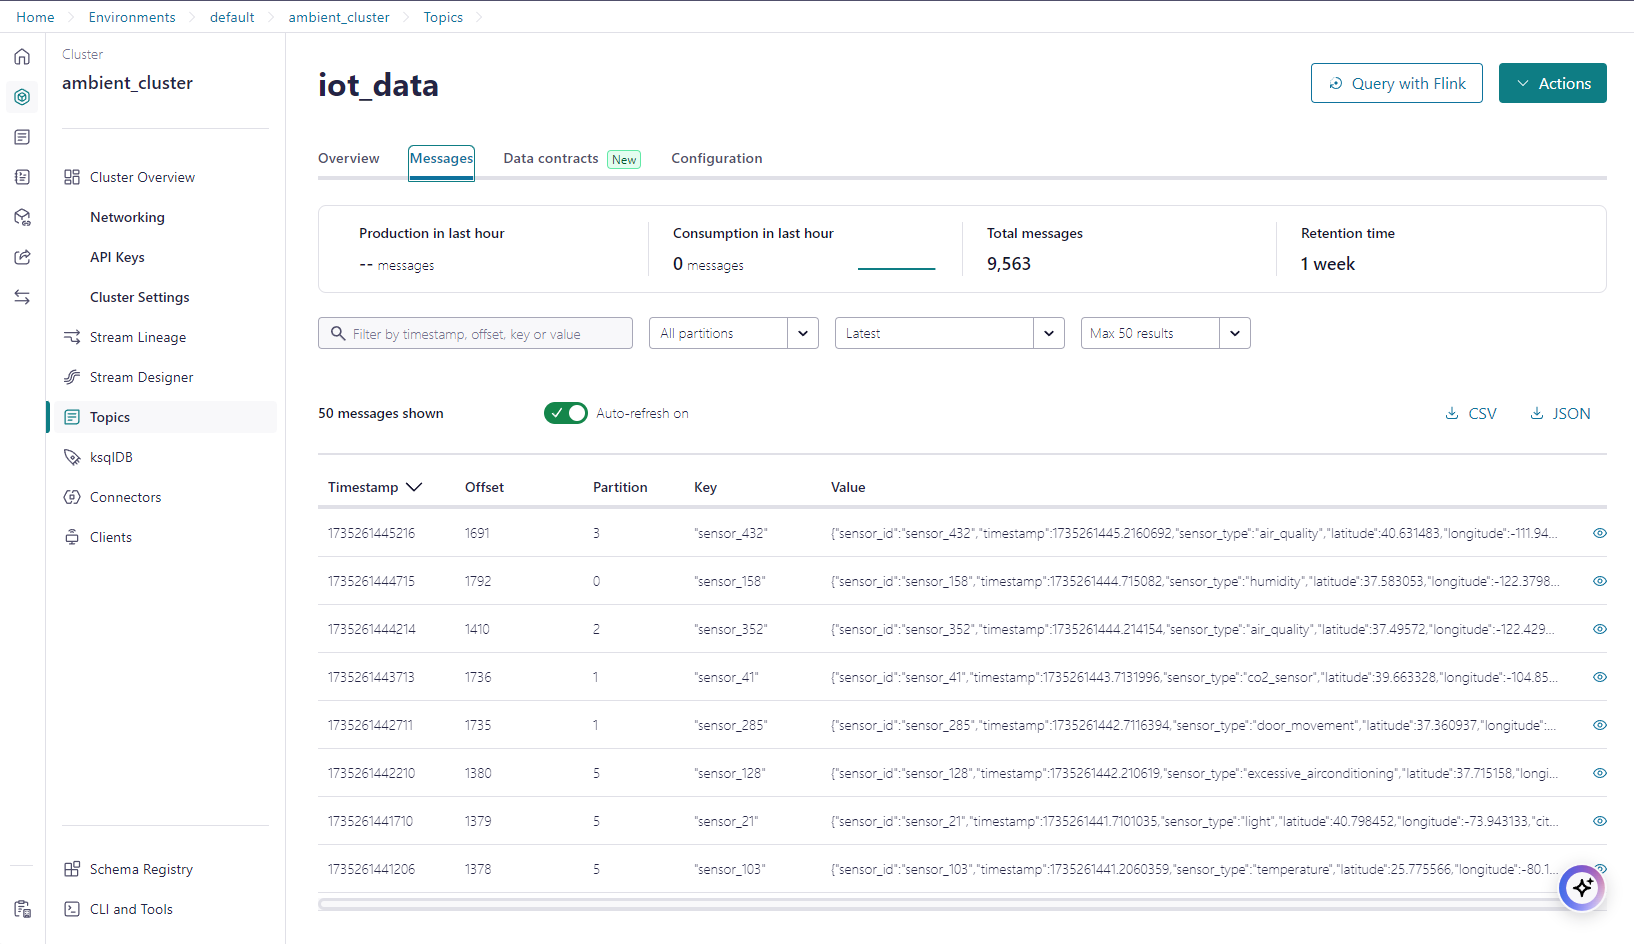 Home Environments default ambient_cluster Topics
Cluster
ambient_cluster
Cluster Overview
Networking
API Keys
Cluster Settings
Stream Lineage
Stream Designer
Topics
ksqlDB
Connectors
Clients
Schema Registry
CLI and Tools
iot_data
Query with Flink
Actions
Overview Messages Data contracts New Configuration
Production in last hour
-- messages
Consumption in last hour
0 messages
Total messages
9,563
Retention time
1 week
Filter by timestamp, offset, key or value
All partitions
Latest
Max 50 results
50 messages shown
Auto-refresh on
CSV JSON
Timestamp Offset Partition Key Value
1735261445216 1691 3 "sensor_432" {"sensor_id":"sensor_432","timestamp":1735261445.2160692,"sensor_type":"air_quality","latitude":40.631483,"longitude":-111.94...
1735261444715 1792 0 "sensor_158" {"sensor_id":"sensor_158","timestamp":1735261444.715082,"sensor_type":"humidity","latitude":37.583053,"longitude":-122.3798...
1735261444214 1410 2 "sensor_352" {"sensor_id":"sensor_352","timestamp":1735261444.214154,"sensor_type":"air_quality","latitude":37.49572,"longitude":-122.429...
1735261443713 1736 1 "sensor_41" {"sensor_id":"sensor_41","timestamp":1735261443.7131996,"sensor_type":"co2_sensor","latitude":39.663328,"longitude":-104.85...
1735261442711 1735 1 "sensor_285" {"sensor_id":"sensor_285","timestamp":1735261442.7116394,"sensor_type":"door_movement","latitude":37.360937,"longitude":...
1735261442210 1380 5 "sensor_128" {"sensor_id":"sensor_128","timestamp":1735261442.210619,"sensor_type":"excessive_airconditioning","latitude":37.715158,"longi...
1735261441710 1379 5 "sensor_21" {"sensor_id":"sensor_21","timestamp":1735261441.7101035,"sensor_type":"light","latitude":40.798452,"longitude":-73.943133,"cit...
1735261441206 1378 5 "sensor_103" {"sensor_id":"sensor_103","timestamp":1735261441.2060359,"sensor_type":"temperature","latitude":25.775566,"longitude":-80.1...